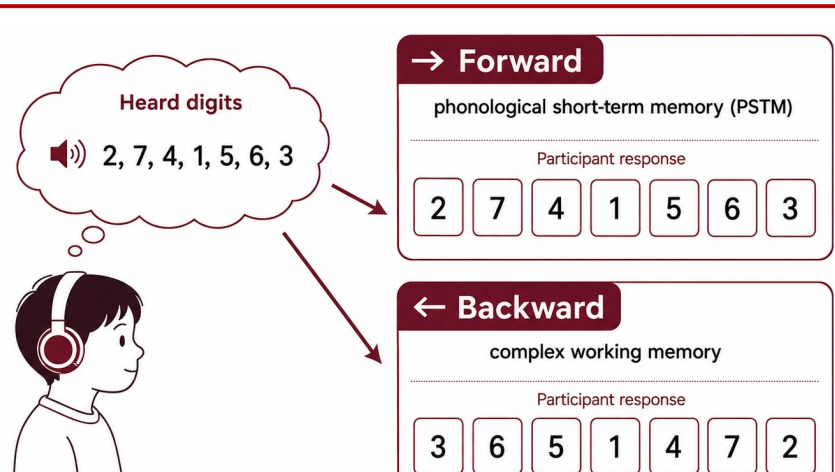 Heard digits
2, 7, 4, 1, 5, 6, 3
→ Forward
phonological short-term memory (PSTM)
Participant response
2 7 4 1 5 6 3
← Backward
complex working memory
Participant response
3 6 5 1 4 7 2